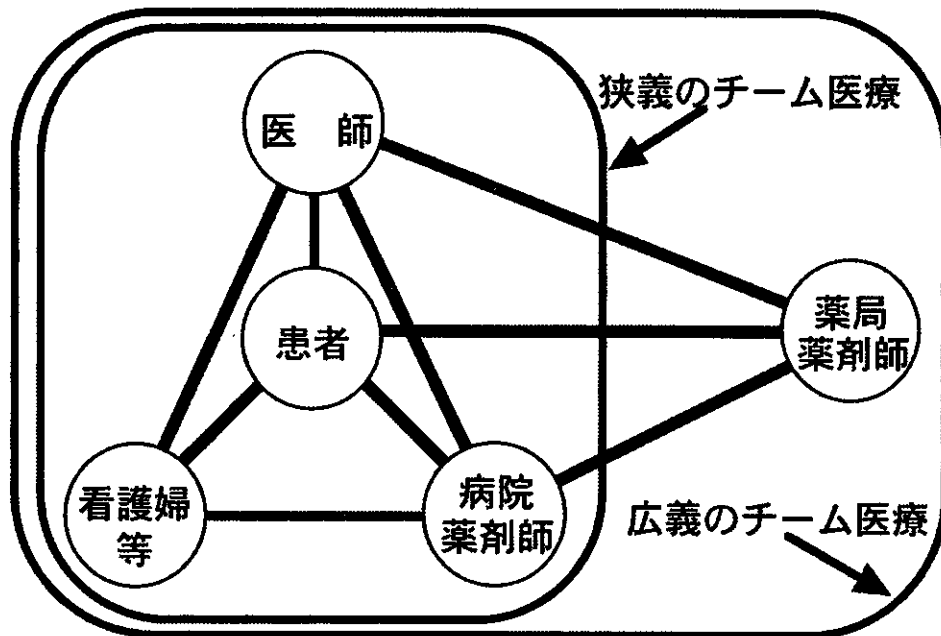 狭義のチーム医療
医 師
患者
薬局
薬剤師
看護婦
等
病院
薬剤師
広義のチーム医療